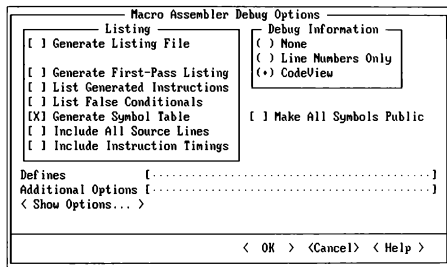 Macro Assembler Debug Options
Listing
[ ] Generate Listing File
[ ] Generate First-Pass Listing
[ ] List Generated Instructions
[ ] List False Conditionals
[X] Generate Symbol Table
[ ] Include All Source Lines
[ ] Include Instruction Timings
Debug Information
( ) None
( ) Line Numbers Only
(•) CodeView
[ ] Make All Symbols Public
Defines [··········································]
Additional Options [··········································]
< Show Options... >
< OK > <Cancel> < Help >